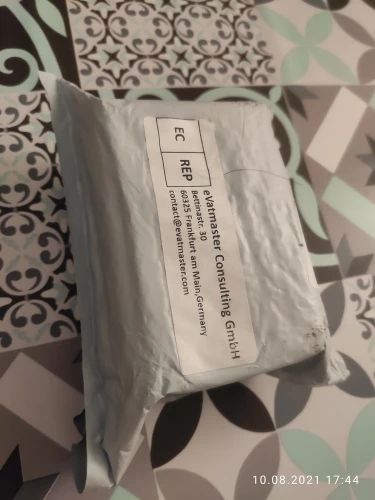 EC REP
eVatmaster Consulting GmbH
Bettinastr. 30
60325 Frankfurt am Main,Germany
contact@evatmaster.com
10.08.2021 17:44